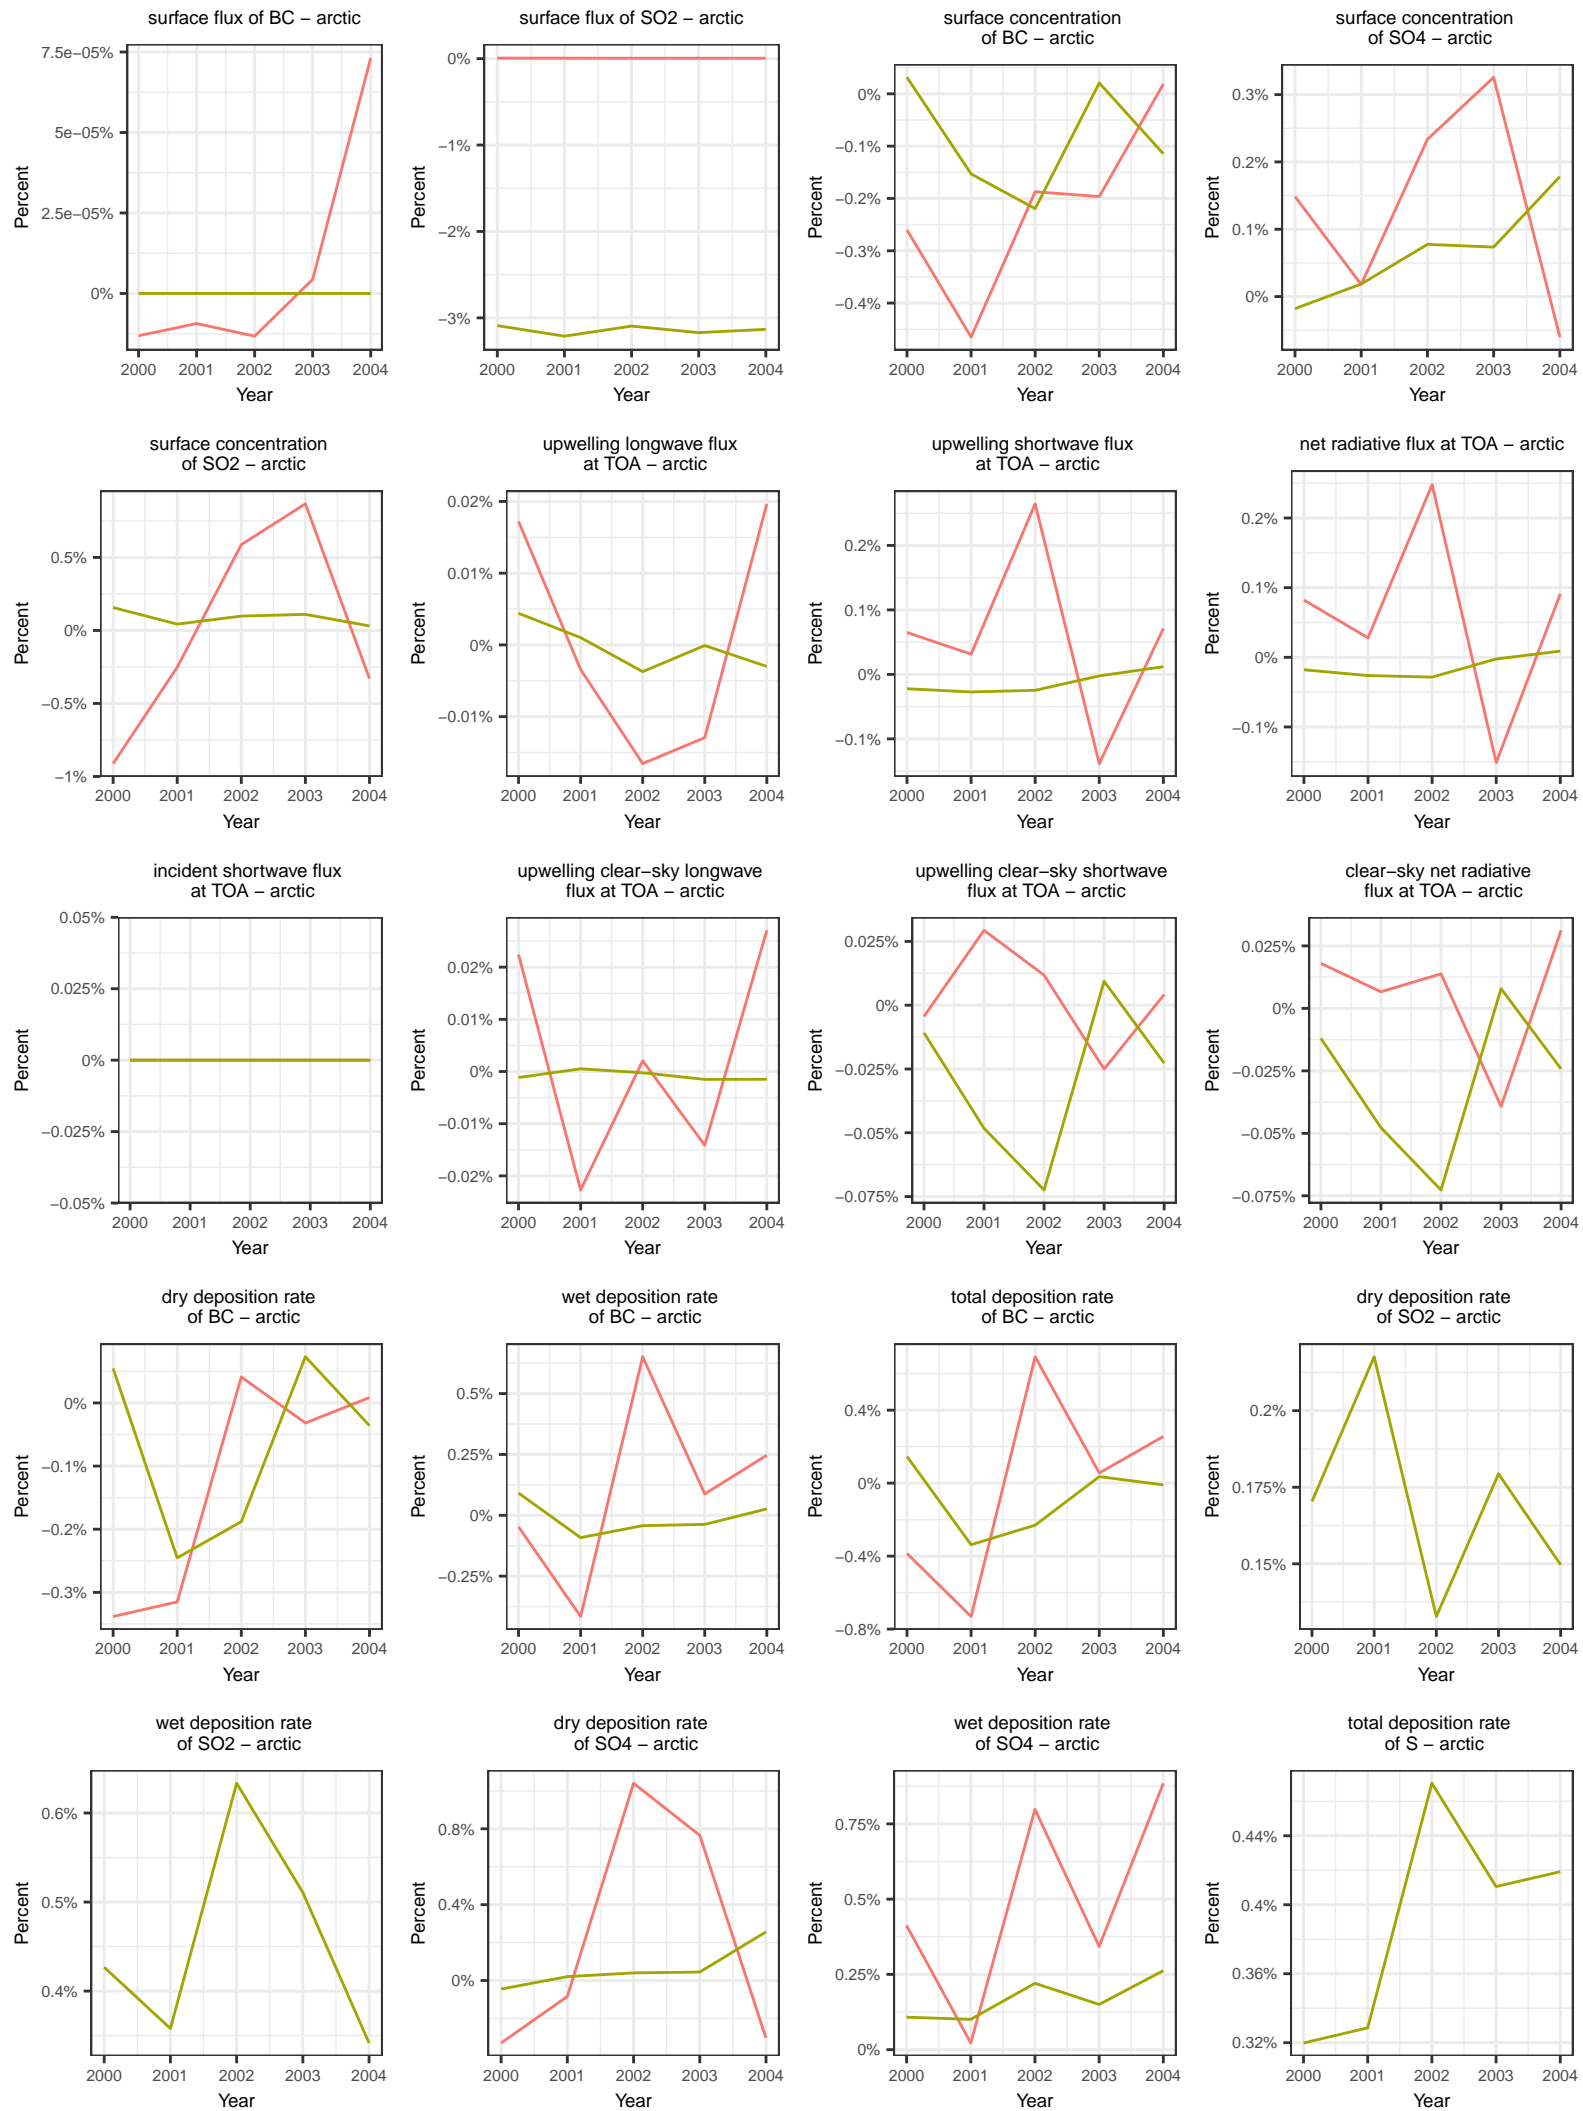 surface flux of BC − arctic
7.5e−05%
5e−05%
2.5e−05%
0%
Percent
2000 2001 2002 2003 2004
Year
surface flux of SO2 − arctic
0%
−1%
−2%
−3%
Percent
2000 2001 2002 2003 2004
Year
surface concentration
of BC − arctic
0%
−0.1%
−0.2%
−0.3%
−0.4%
Percent
2000 2001 2002 2003 2004
Year
surface concentration
of SO4 − arctic
0.3%
0.2%
0.1%
0%
Percent
2000 2001 2002 2003 2004
Year
surface concentration
of SO2 − arctic
0.5%
0%
−0.5%
−1%
Percent
2000 2001 2002 2003 2004
Year
upwelling longwave flux
at TOA − arctic
0.02%
0.01%
0%
−0.01%
Percent
2000 2001 2002 2003 2004
Year
upwelling shortwave flux
at TOA − arctic
0.2%
0.1%
0%
−0.1%
Percent
2000 2001 2002 2003 2004
Year
net radiative flux at TOA − arctic
0.2%
0.1%
0%
−0.1%
Percent
2000 2001 2002 2003 2004
Year
incident shortwave flux
at TOA − arctic
0.05%
0.025%
0%
−0.025%
−0.05%
Percent
2000 2001 2002 2003 2004
Year
upwelling clear−sky longwave
flux at TOA − arctic
0.02%
0.01%
0%
−0.01%
−0.02%
Percent
2000 2001 2002 2003 2004
Year
upwelling clear−sky shortwave
flux at TOA − arctic
0.025%
0%
−0.025%
−0.05%
−0.075%
Percent
2000 2001 2002 2003 2004
Year
clear−sky net radiative
flux at TOA − arctic
0.025%
0%
−0.025%
−0.05%
−0.075%
Percent
2000 2001 2002 2003 2004
Year
dry deposition rate
of BC − arctic
0%
−0.1%
−0.2%
−0.3%
Percent
2000 2001 2002 2003 2004
Year
wet deposition rate
of BC − arctic
0.5%
0.25%
0%
−0.25%
Percent
2000 2001 2002 2003 2004
Year
total deposition rate
of BC − arctic
0.4%
0%
−0.4%
−0.8%
Percent
2000 2001 2002 2003 2004
Year
dry deposition rate
of SO2 − arctic
0.2%
0.175%
0.15%
Percent
2000 2001 2002 2003 2004
Year
wet deposition rate
of SO2 − arctic
0.6%
0.5%
0.4%
Percent
2000 2001 2002 2003 2004
Year
dry deposition rate
of SO4 − arctic
0.8%
0.4%
0%
Percent
2000 2001 2002 2003 2004
Year
wet deposition rate
of SO4 − arctic
0.75%
0.5%
0.25%
0%
Percent
2000 2001 2002 2003 2004
Year
total deposition rate
of S − arctic
0.44%
0.4%
0.36%
0.32%
Percent
2000 2001 2002 2003 2004
Year